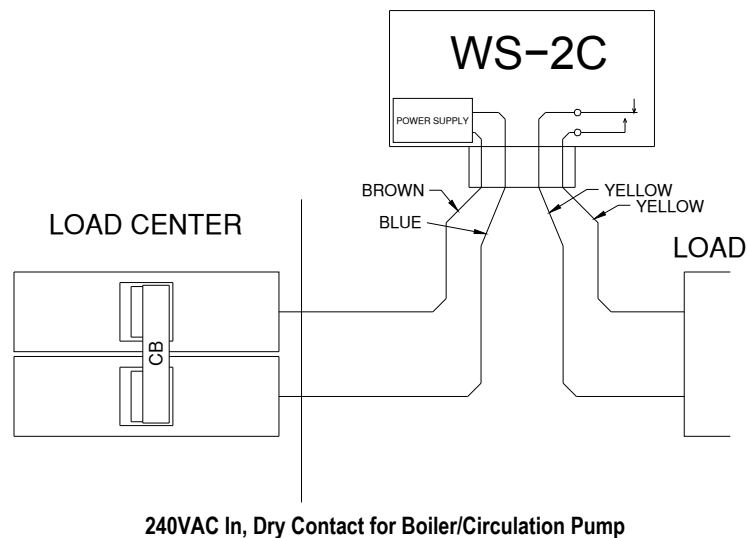 WS−2C
POWER SUPPLY
BROWN
BLUE
YELLOW
YELLOW
LOAD CENTER
LOAD
CB
240VAC In, Dry Contact for Boiler/Circulation Pump